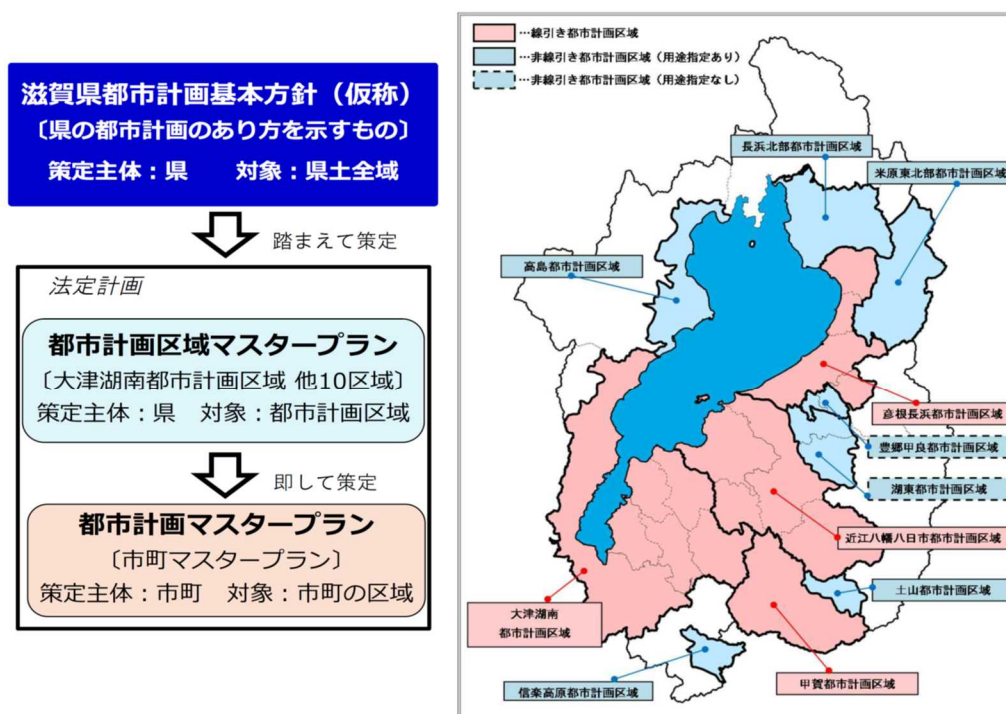 滋賀県都市計画基本方針（仮称）
〔県の都市計画のあり方を示すもの〕
策定主体：県　対象：県土全域
踏まえて策定
法定計画
都市計画区域マスタープラン
〔大津湖南都市計画区域 他10区域〕
策定主体：県　対象：都市計画区域
即して策定
都市計画マスタープラン
〔市町マスタープラン〕
策定主体：市町　対象：市町の区域
…線引き都市計画区域
…非線引き都市計画区域（用途指定あり）
…非線引き都市計画区域（用途指定なし）
長浜北部都市計画区域
米原東北部都市計画区域
高島都市計画区域
彦根長浜都市計画区域
豊郷甲良都市計画区域
湖東都市計画区域
近江八幡八日市都市計画区域
土山都市計画区域
大津湖南
都市計画区域
甲賀都市計画区域
信楽高原都市計画区域